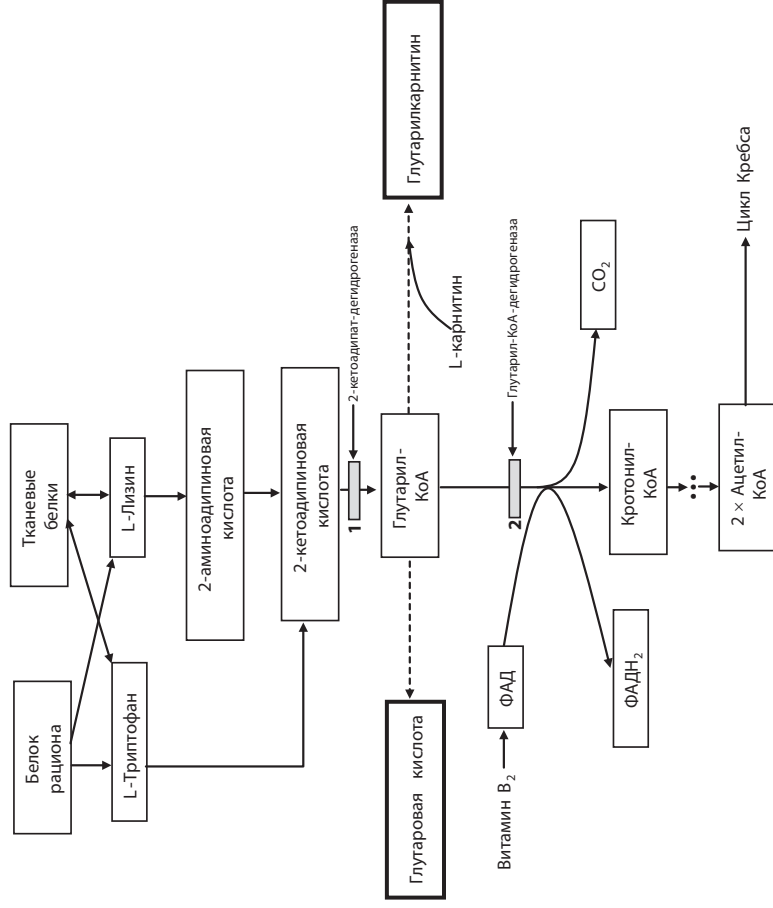 Белок
рациона
Тканевые
белки
L-Триптофан
L-Лизин
2-аминоадипиновая
кислота
2-кетоадипиновая
кислота
1
2-кетоадипат-дегидрогеназа
Глутаровая кислота
Глутарил-
КоА
Глутарилкарнитин
L-карнитин
Витамин B2
ФАД
2
Глутарил-КоА-дегидрогеназа
ФАДН2
CO2
Кротонил-
КоА
2 × Ацетил-
КоА
Цикл Кребса